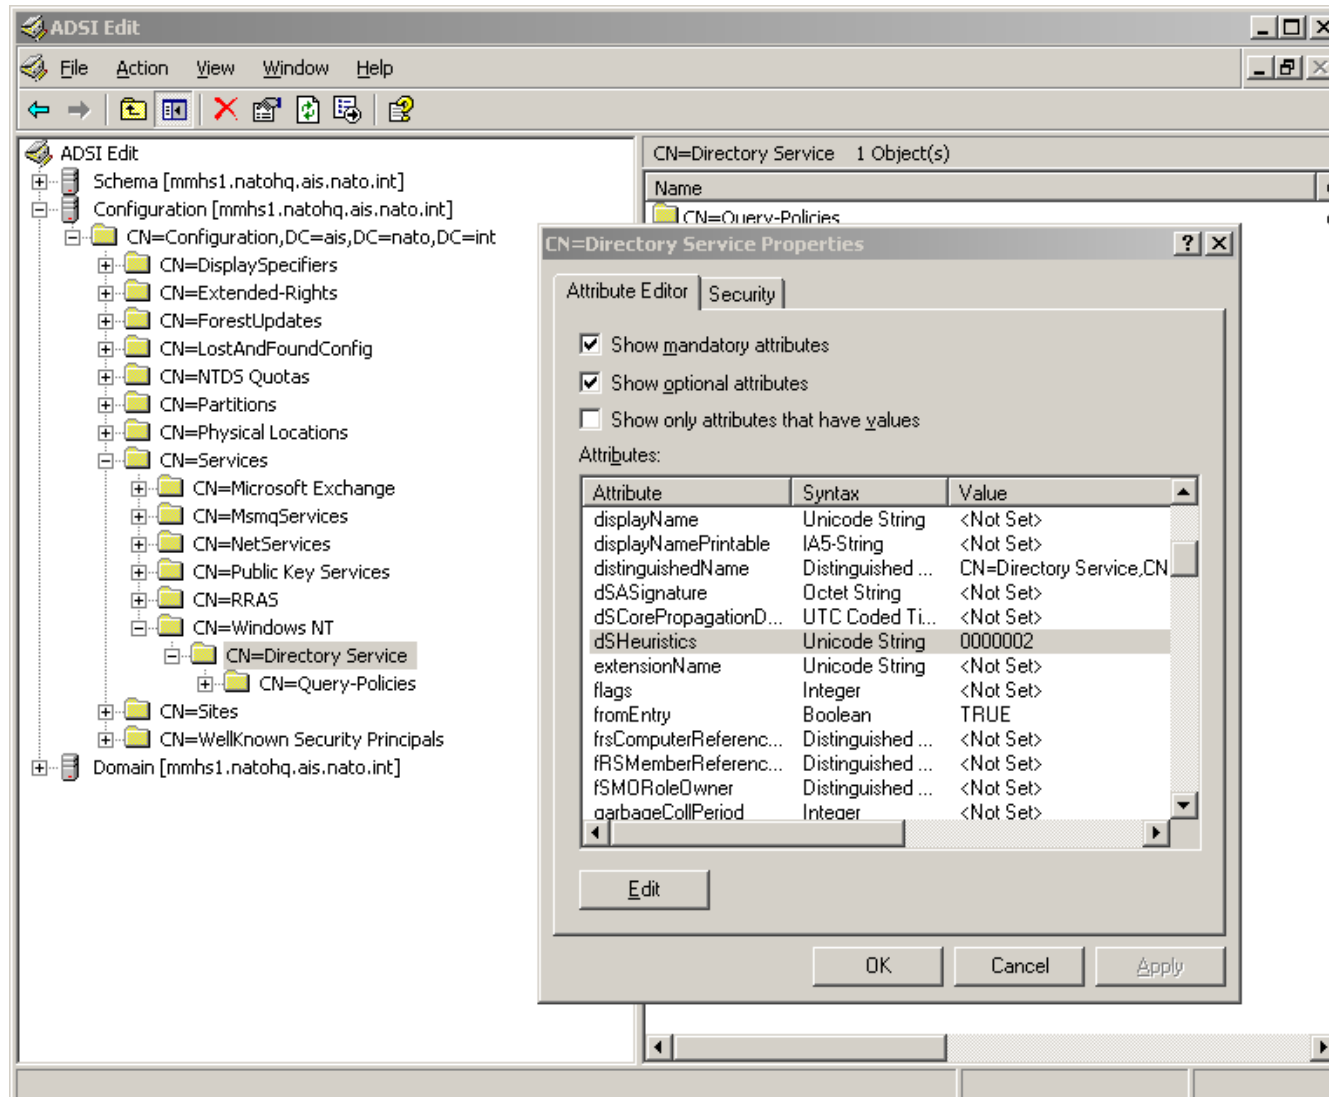 ADSI Edit
File Action View Window Help
ADSI Edit
Schema [mmhs1.natohq.ais.nato.int]
Configuration [mmhs1.natohq.ais.nato.int]
CN=Configuration,DC=ais,DC=nato,DC=int
CN=DisplaySpecifiers
CN=Extended-Rights
CN=ForestUpdates
CN=LostAndFoundConfig
CN=NTDS Quotas
CN=Partitions
CN=Physical Locations
CN=Services
CN=Microsoft Exchange
CN=MsmqServices
CN=NetServices
CN=Public Key Services
CN=RRAS
CN=Windows NT
CN=Directory Service
CN=Query-Policies
CN=Sites
CN=WellKnown Security Principals
Domain [mmhs1.natohq.ais.nato.int]
CN=Directory Service 1 Object(s)
Name
CN=Query-Policies
CN=Directory Service Properties
Attribute Editor Security
Show mandatory attributes
Show optional attributes
Show only attributes that have values
Attributes:
Attribute Syntax Value
displayName Unicode String <Not Set>
displayNamePrintable IA5-String <Not Set>
distinguishedName Distinguished ... CN=Directory Service,CN
dSASignature Octet String <Not Set>
dSCorePropagationD... UTC Coded Ti... <Not Set>
dSHeuristics Unicode String 0000002
extensionName Unicode String <Not Set>
flags Integer <Not Set>
fromEntry Boolean TRUE
frsComputerReferenc... Distinguished ... <Not Set>
fRSMemberReferenc... Distinguished ... <Not Set>
fSMORoleOwner Distinguished ... <Not Set>
garbageCollPeriod Integer <Not Set>
Edit
OK Cancel Apply